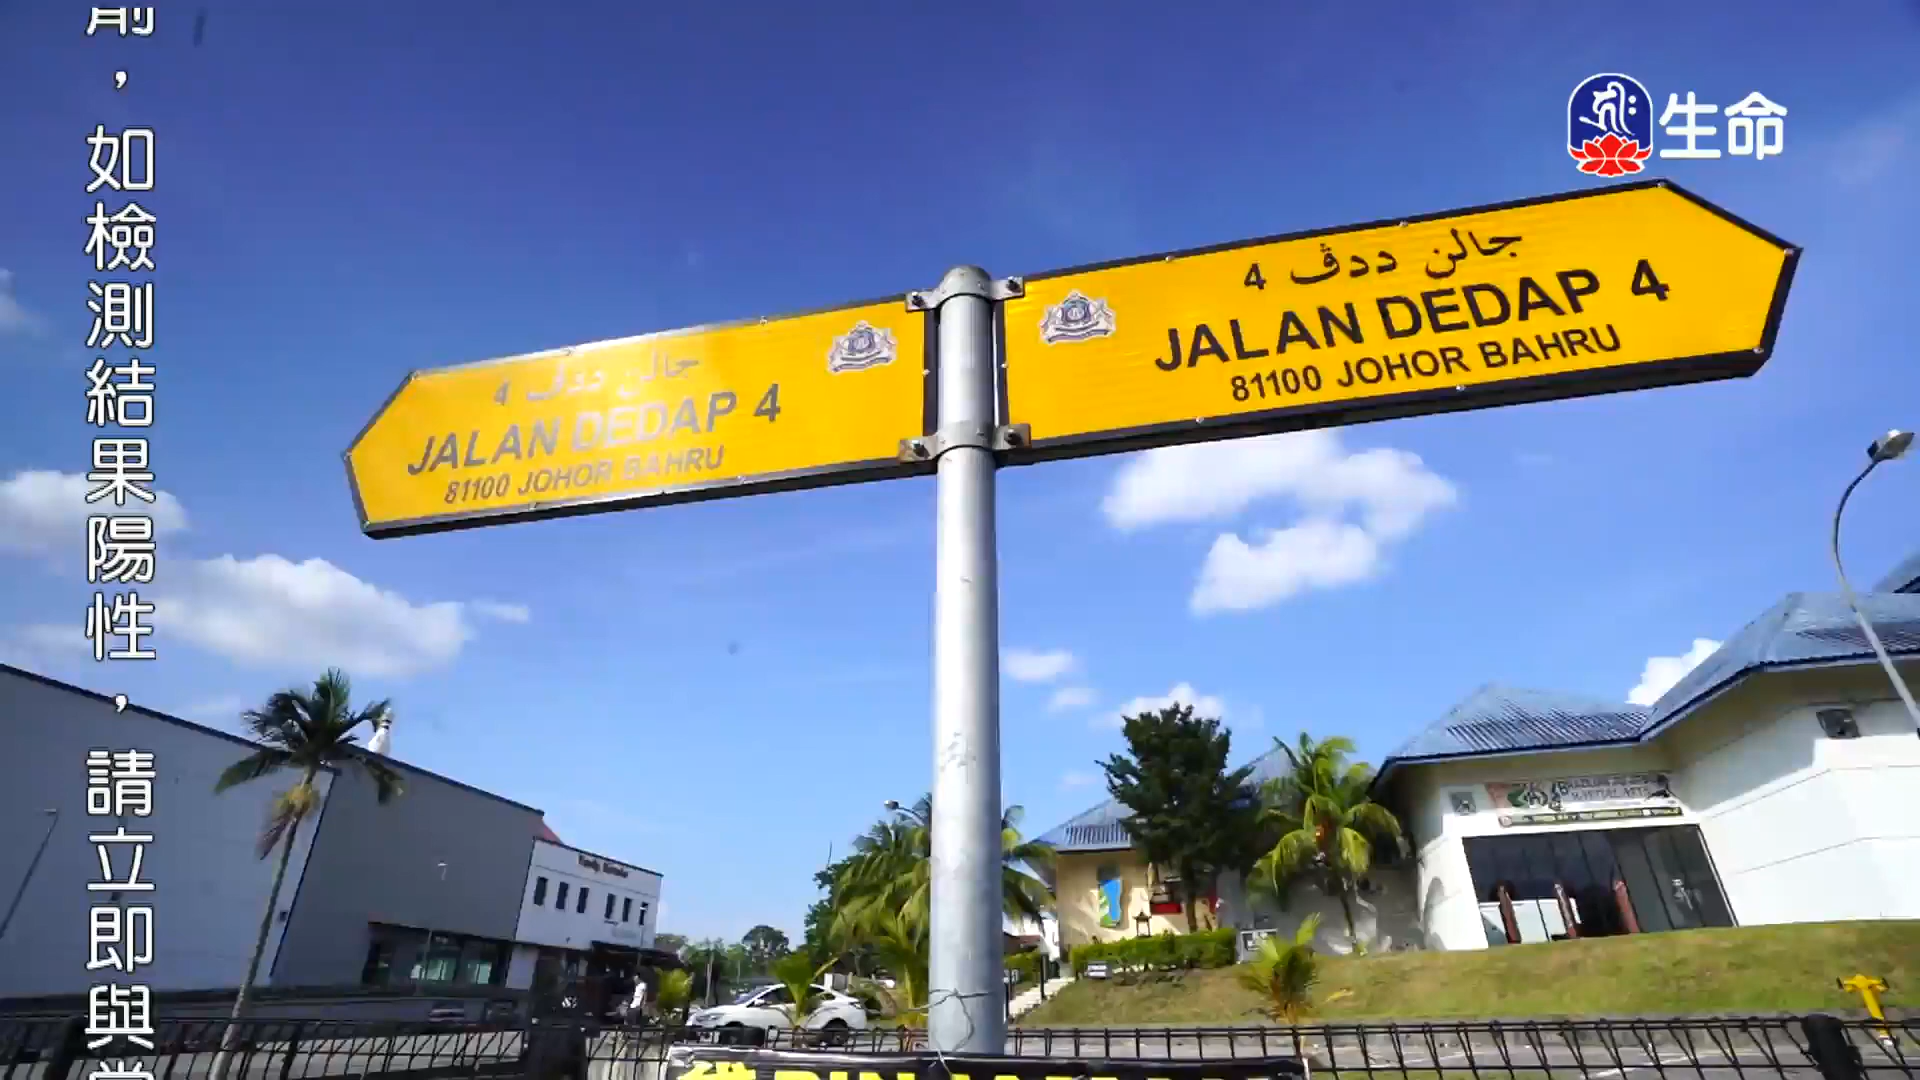 ，如檢測結果陽性，請立即與
生命
جالن ددڤ 4
JALAN DEDAP 4
81100 JOHOR BAHRU
جالن ددڤ 4
JALAN DEDAP 4
81100 JOHOR BAHRU